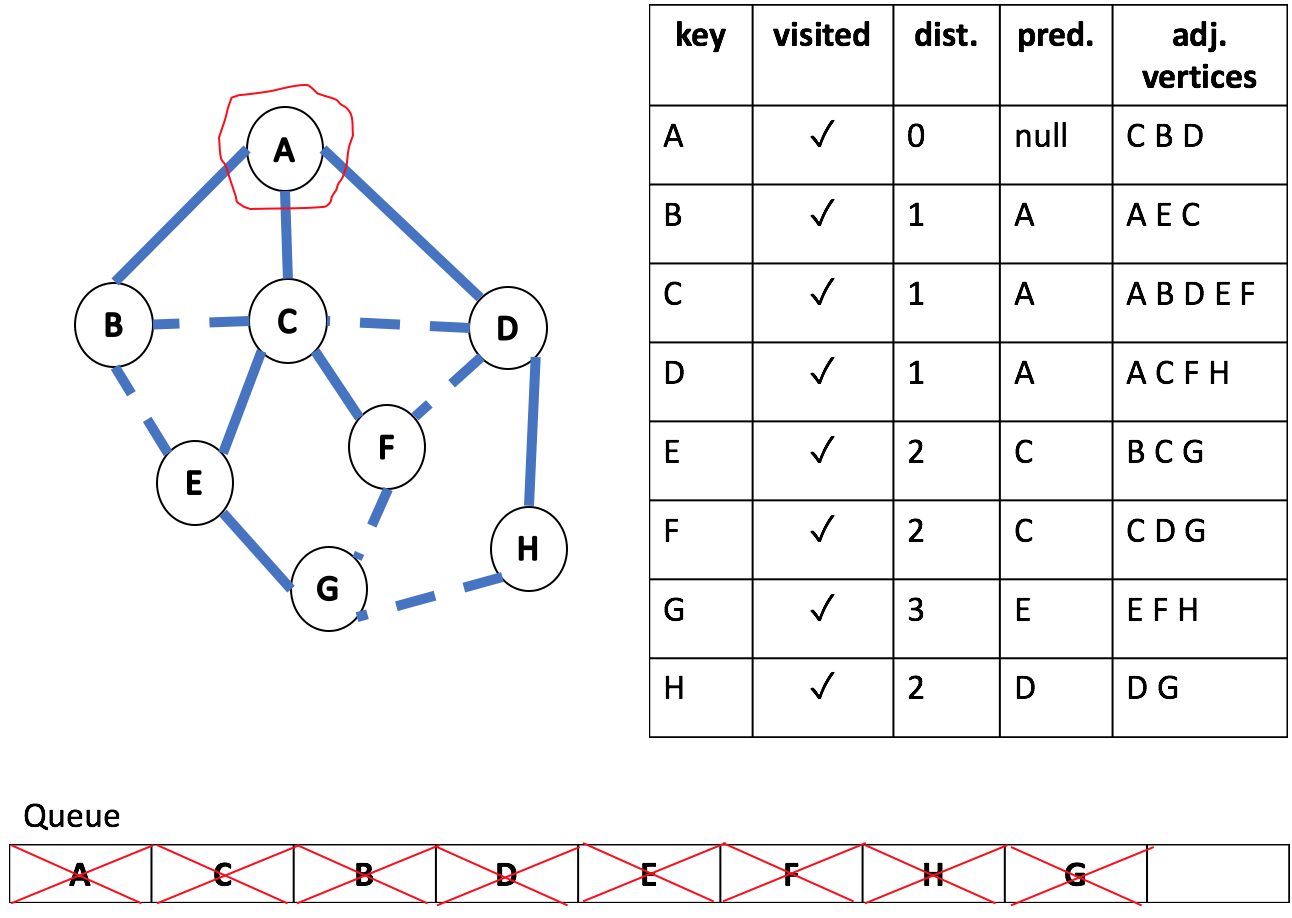 A
B
C
D
E
F
G
H
key visited dist. pred. adj. vertices
A ✓ 0 null C B D
B ✓ 1 A A E C
C ✓ 1 A A B D E F
D ✓ 1 A A C F H
E ✓ 2 C B C G
F ✓ 2 C C D G
G ✓ 3 E E F H
H ✓ 2 D D G
Queue
A C B D E F H G